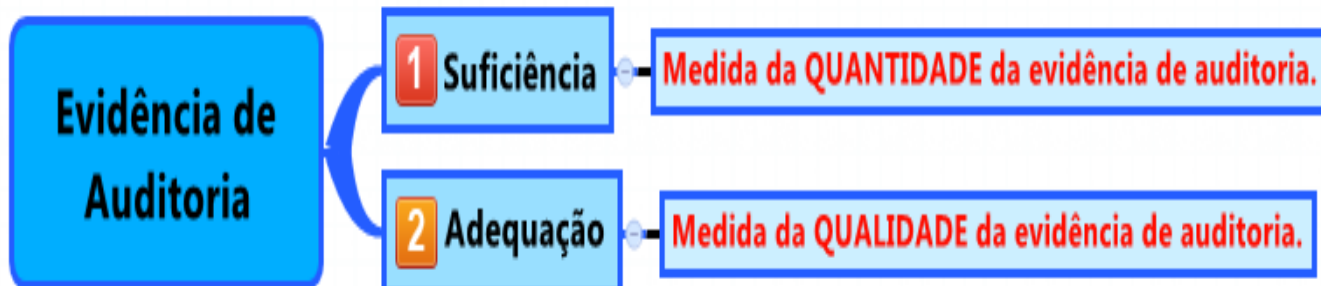 Evidência de
Auditoria
1 Suficiência
Medida da QUANTIDADE da evidência de auditoria.
2 Adequação
Medida da QUALIDADE da evidência de auditoria.